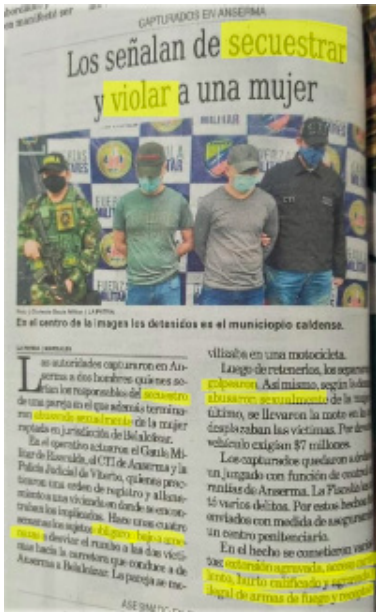 CAPTURADOS EN ANSERMA
Los señalan de secuestrar
y violar a una mujer
En el centro de la imagen los detenidos es el municiopio caldense.
Las autoridades capturaron en An-
serma a dos hombres quienes se-
rían los responsables del secuestro
de una pareja en el que además termina-
ron abusando sexualmente de la mujer
raptada en jurisdicción de Belalcázar.
En el operativo actuaron el Gaula Mi-
litar de Risaralda, el CTI de Anserma y la
Policía Judicial de Viterbo, quienes prac-
ticaron una orden de registro y allana-
miento a una vivienda en donde se encon-
traban los implicados. Hace unas cuatro
semanas los sujetos bajo
a desviar el rumbo a las dos vícti-
mas hacia la carretera que conduce a de
Anserma a Belalcázar. La pareja se mo-
vilizaba en una motocicleta.
Luego de retenerlos, los separaron
golpearon. Así mismo, según la
abusaron sexualmente de la
último, se llevaron la moto en la
desplazaban las víctimas. Por
vehículo exigían $7 millones.
Los capturados quedaron a
un juzgado con función de control
rantías de Anserma. La Fiscalía les
tó varios delitos. Por estos hechos
enviados con medida de aseguram
un centro penitenciario.
En el hecho se cometieron
extorsión agravada, acceso
lento, hurto calificado y
ilegal de armas de fuego y